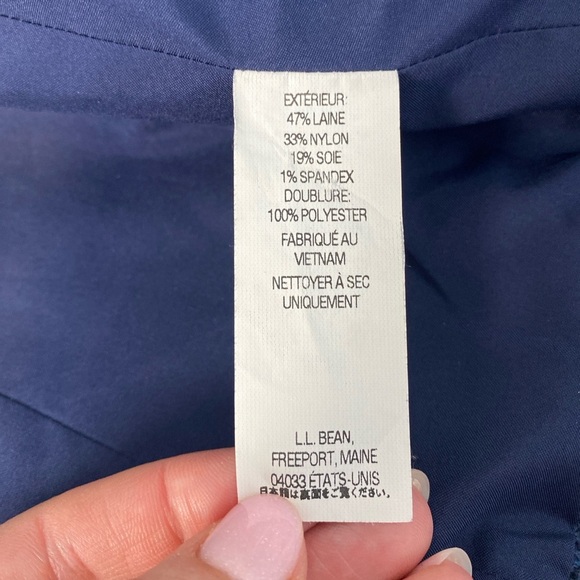 EXTÉRIEUR:
47% LAINE
33% NYLON
19% SOIE
1% SPANDEX
DOUBLURE:
100% POLYESTER
FABRIQUÉ AU
VIETNAM
NETTOYER À SEC
UNIQUEMENT
L.L. BEAN,
FREEPORT, MAINE
04033 ÉTATS-UNIS
日本語は裏面をご覧ください。